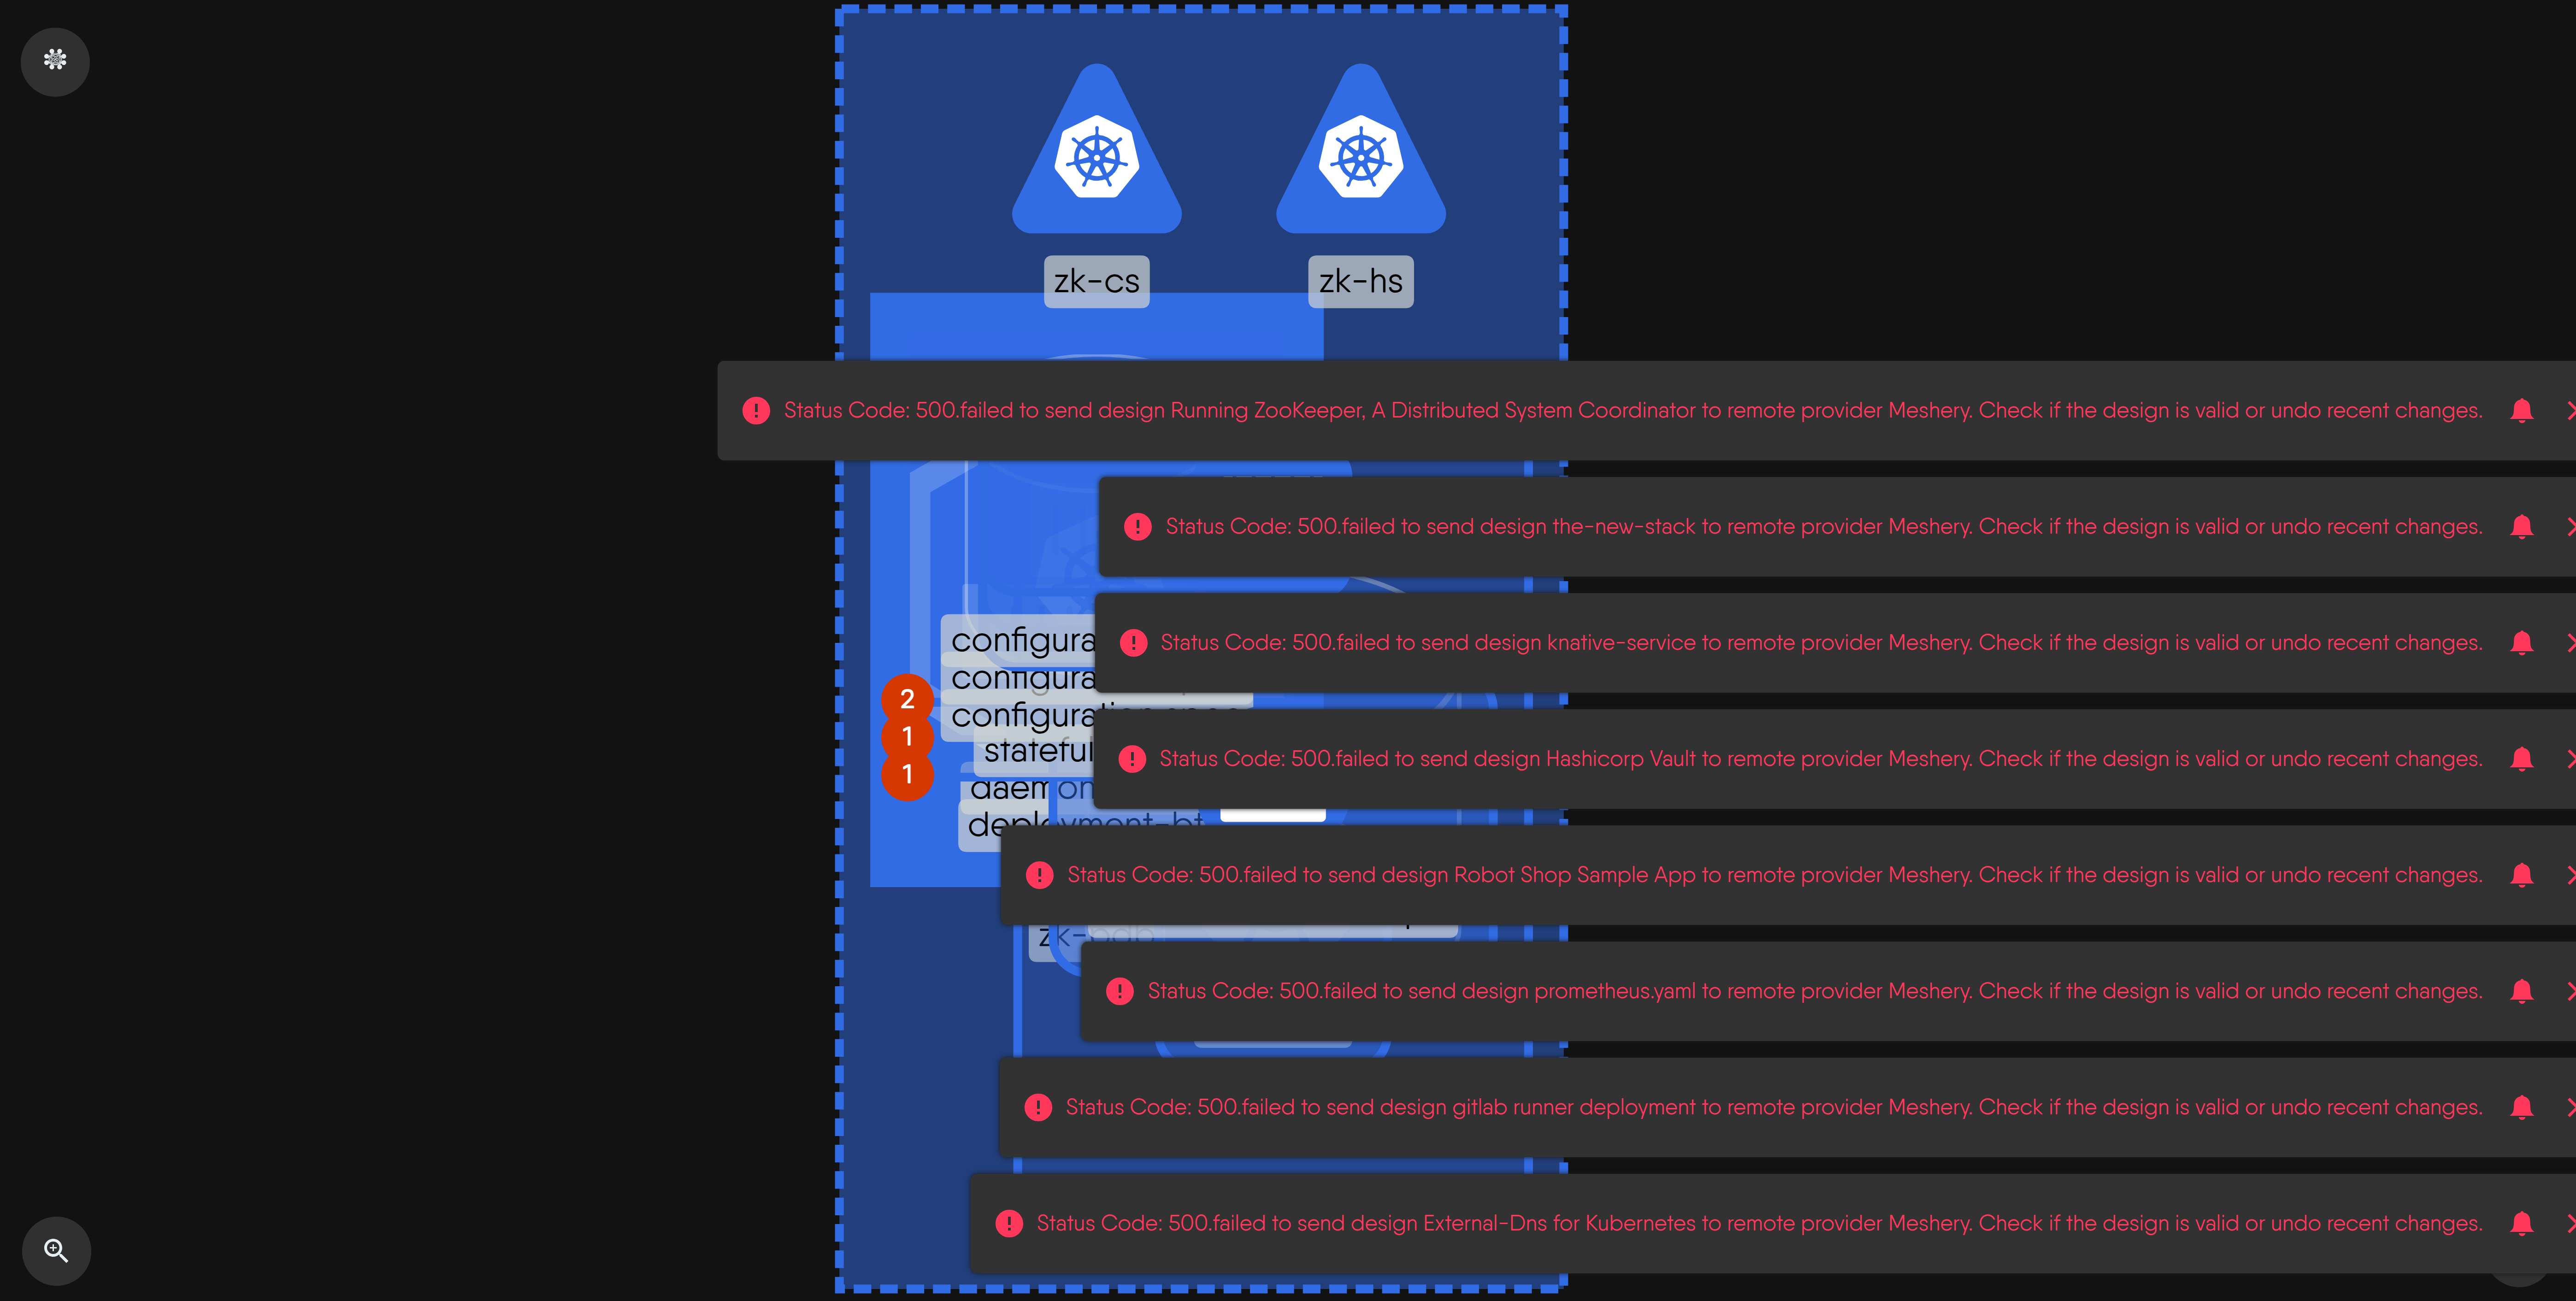 zk-cs
zk-hs
Status Code: 500.failed to send design Running ZooKeeper, A Distributed System Coordinator to remote provider Meshery. Check if the design is valid or undo recent changes.
Status Code: 500.failed to send design the-new-stack to remote provider Meshery. Check if the design is valid or undo recent changes.
configura
Status Code: 500.failed to send design knative-service to remote provider Meshery. Check if the design is valid or undo recent changes.
configura
2
configuration
1
stateful
Status Code: 500.failed to send design Hashicorp Vault to remote provider Meshery. Check if the design is valid or undo recent changes.
1
daemon
deployment-bt
Status Code: 500.failed to send design Robot Shop Sample App to remote provider Meshery. Check if the design is valid or undo recent changes.
zk-pdb
Status Code: 500.failed to send design prometheus.yaml to remote provider Meshery. Check if the design is valid or undo recent changes.
Status Code: 500.failed to send design gitlab runner deployment to remote provider Meshery. Check if the design is valid or undo recent changes.
Status Code: 500.failed to send design External-Dns for Kubernetes to remote provider Meshery. Check if the design is valid or undo recent changes.